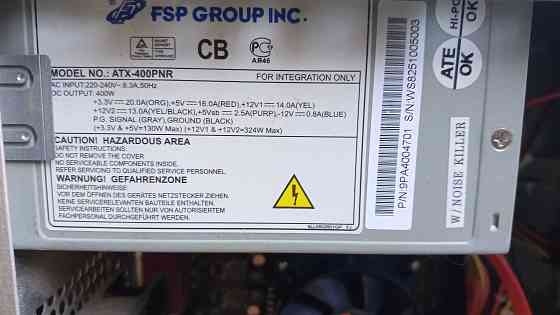 FSP GROUP INC.
CB
AB46
HI-PO
OK
ATE
OK
MODEL NO.: ATX-400PNR
FOR INTEGRATION ONLY
AC INPUT:220-240V~ 6.3A,50Hz
DC OUTPUT: 400W
+3.3V⎓20.0A(ORG),+5V⎓16.0A(RED),+12V1⎓14.0A(YEL)
+12V2⎓13.0A(YEL/BLACK),+5Vsb⎓2.5A(PURP),-12V⎓0.8A(BLUE)
P.G. SIGNAL (GRAY),GROUND (BLACK)
(+3.3V & +5V=130W Max) (+12V1 & +12V2=324W Max)
CAUTION! HAZARDOUS AREA
SAFETY INSTRUCTIONS:
DO NOT REMOVE THE COVER.
NO SERVICEABLE COMPONENTS INSIDE.
REFER SERVICING TO QUALIFIED SERVICE PERSONNEL.
WARNUNG! GEFAHRENZONE
SICHERHEITSHINWEISE:
VOR DEM ÖFFNEN DES GERÄTES NETZSTECKER ZIEHEN.
KEINE SERVICERELEVANTEN BAUTEILE ENTHALTEN.
SERVICEARBEITEN SOLLTEN NUR VON AUTORISIERTEM
FACHPERSONAL DURCHGEFÜHRT WERDEN.
P/N:9PA4004701 S/N:WS8251005003
W/ NOISE KILLER